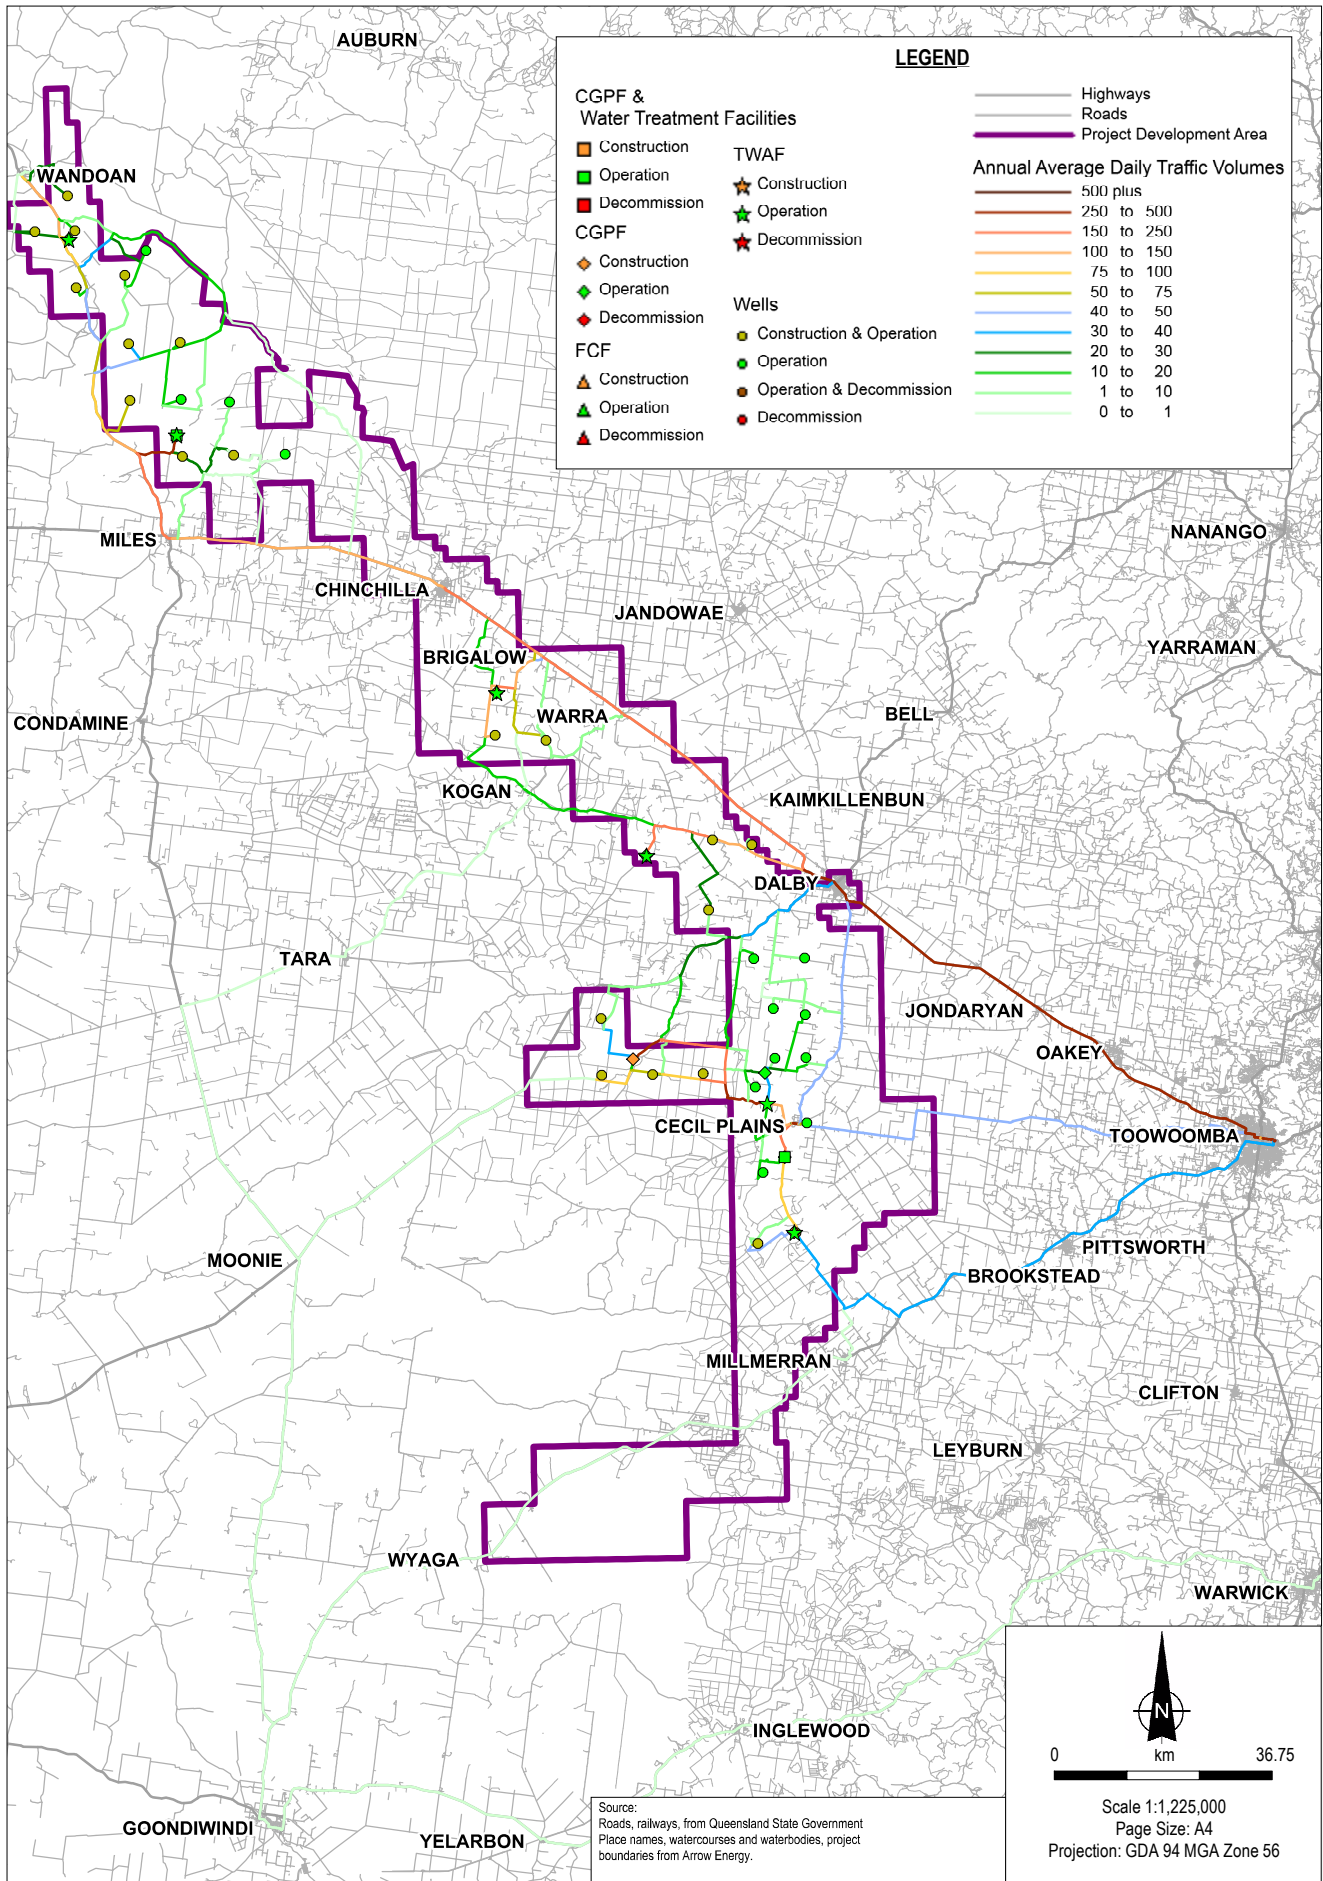 AUBURN
LEGEND
CGPF &
Water Treatment Facilities
Construction
Operation
Decommission
CGPF
Construction
Operation
Decommission
FCF
Construction
Operation
Decommission
TWAF
Construction
Operation
Decommission
Wells
Construction & Operation
Operation
Operation & Decommission
Decommission
Highways
Roads
Project Development Area
Annual Average Daily Traffic Volumes
500 plus
250 to 500
150 to 250
100 to 150
75 to 100
50 to 75
40 to 50
30 to 40
20 to 30
10 to 20
1 to 10
0 to 1
WANDOAN
NANANGO
MILES
CHINCHILLA
JANDOWAE
YARRAMAN
BRIGALOW
BELL
WARRA
CONDAMINE
KOGAN
KAIMKILLENBUN
DALBY
TARA
JONDARYAN
OAKEY
CECIL PLAINS
TOOWOOMBA
PITTSWORTH
MOONIE
BROOKSTEAD
MILLMERRAN
CLIFTON
LEYBURN
WYAGA
WARWICK
INGLEWOOD
GOONDIWINDI
YELARBON
N
0 km 36.75
Scale 1:1,225,000
Page Size: A4
Projection: GDA 94 MGA Zone 56
Source:
Roads, railways, from Queensland State Government
Place names, watercourses and waterbodies, project
boundaries from Arrow Energy.